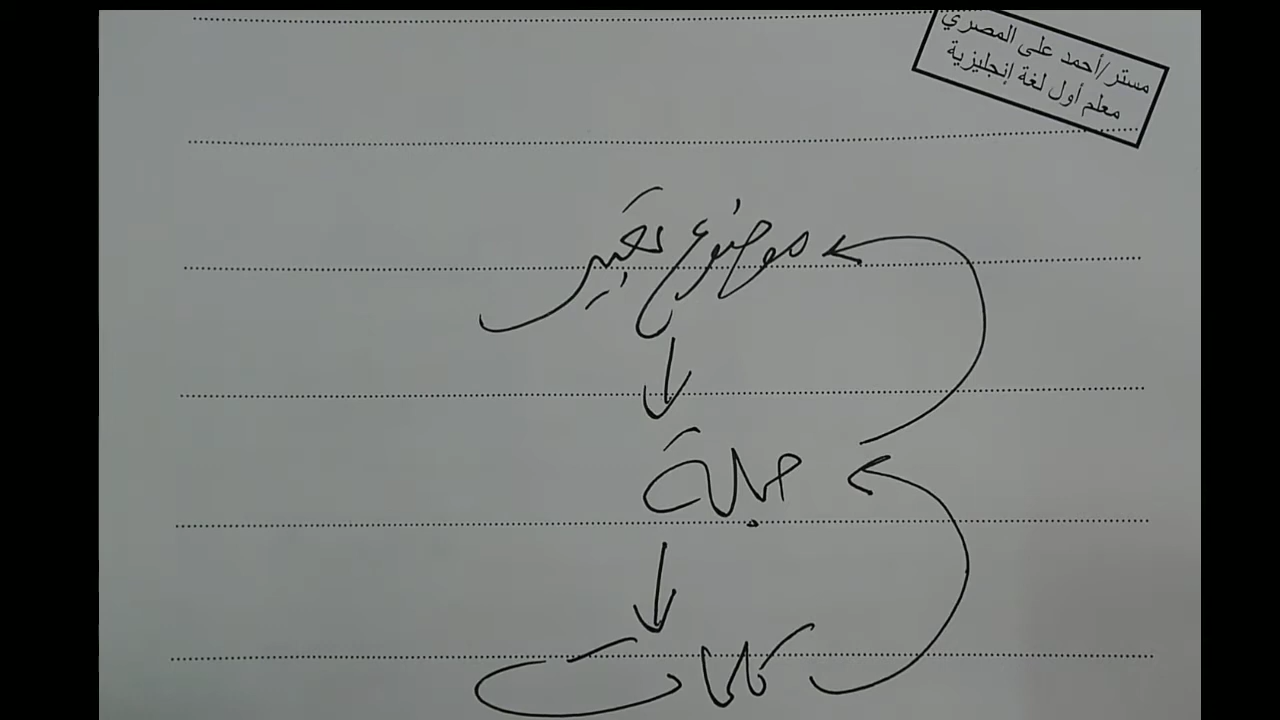 مستر/أحمد على المصري
معلم أول لغة إنجليزية
موضوع تعبير
جملة
كلمات